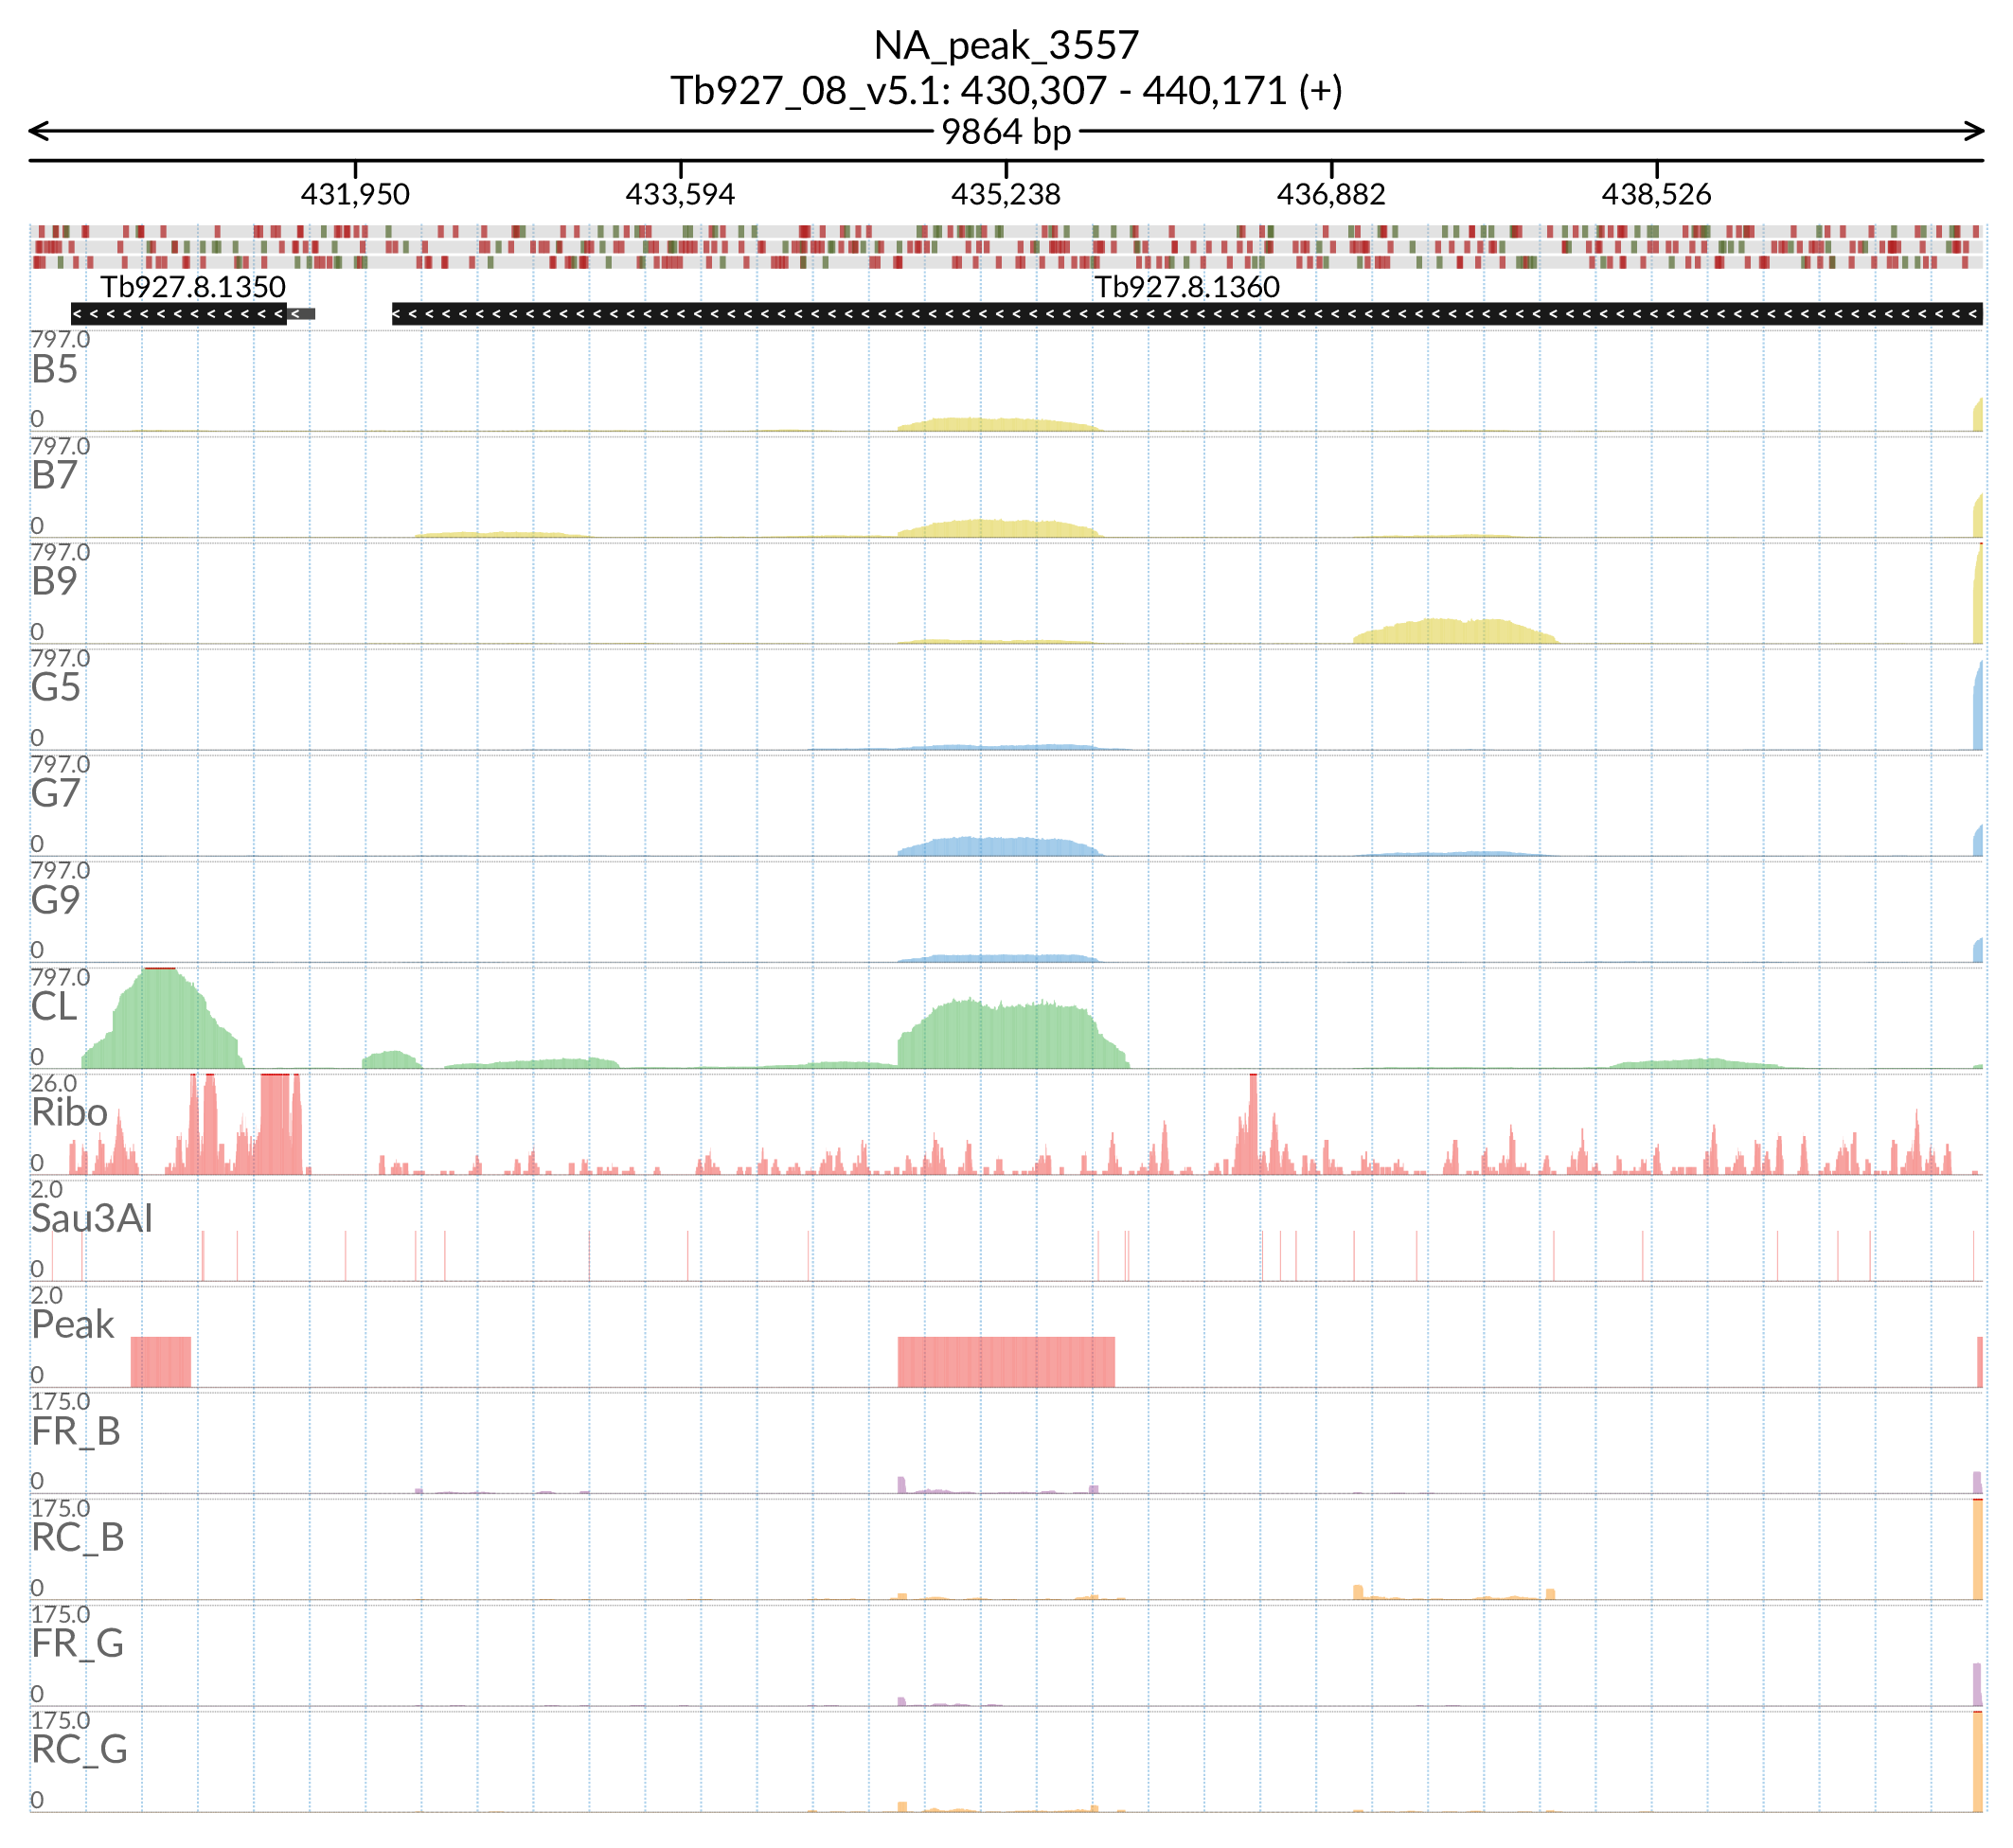 NA_peak_3557
Tb927_08_v5.1: 430,307 - 440,171 (+)
9864 bp
431,950 433,594 435,238 436,882 438,526
Tb927.8.1350 Tb927.8.1360
797.0
B5
0
797.0
B7
0
797.0
B9
0
797.0
G5
0
797.0
G7
0
797.0
G9
0
797.0
CL
0
26.0
Ribo
0
2.0
Sau3AI
0
2.0
Peak
0
175.0
FR_B
0
175.0
RC_B
0
175.0
FR_G
0
175.0
RC_G
0